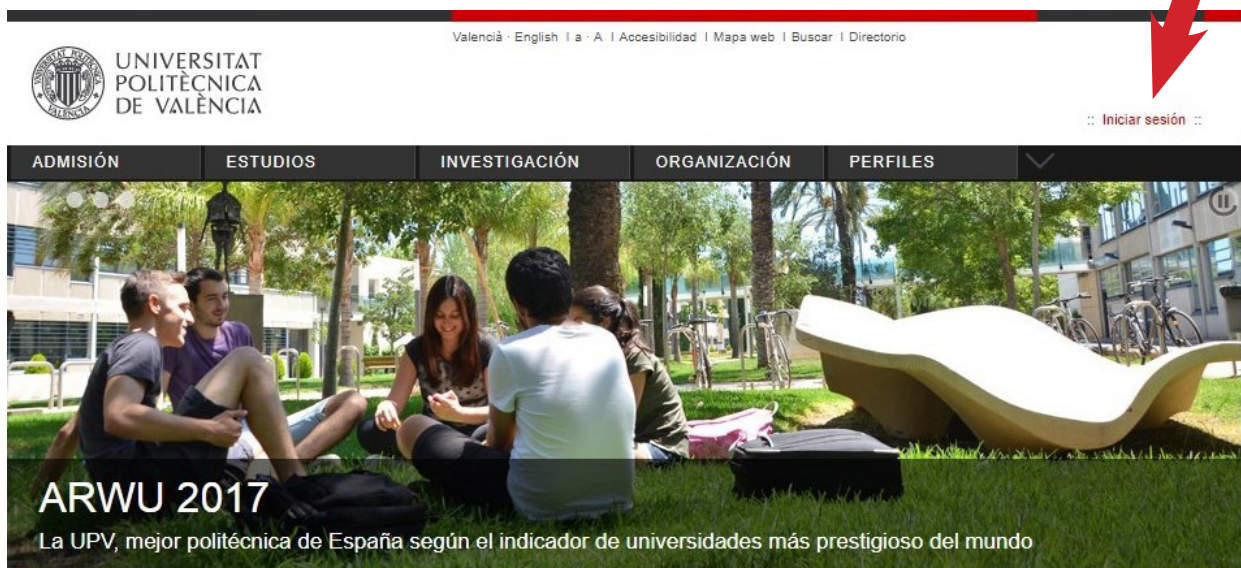 Valencià · English | a · A | Accesibilidad | Mapa web | Buscar | Directorio
UNIVERSITAT
POLITÈCNICA
DE VALÈNCIA
:: Iniciar sesión ::
ADMISIÓN ESTUDIOS INVESTIGACIÓN ORGANIZACIÓN PERFILES
ARWU 2017
La UPV, mejor politécnica de España según el indicador de universidades más prestigioso del mundo